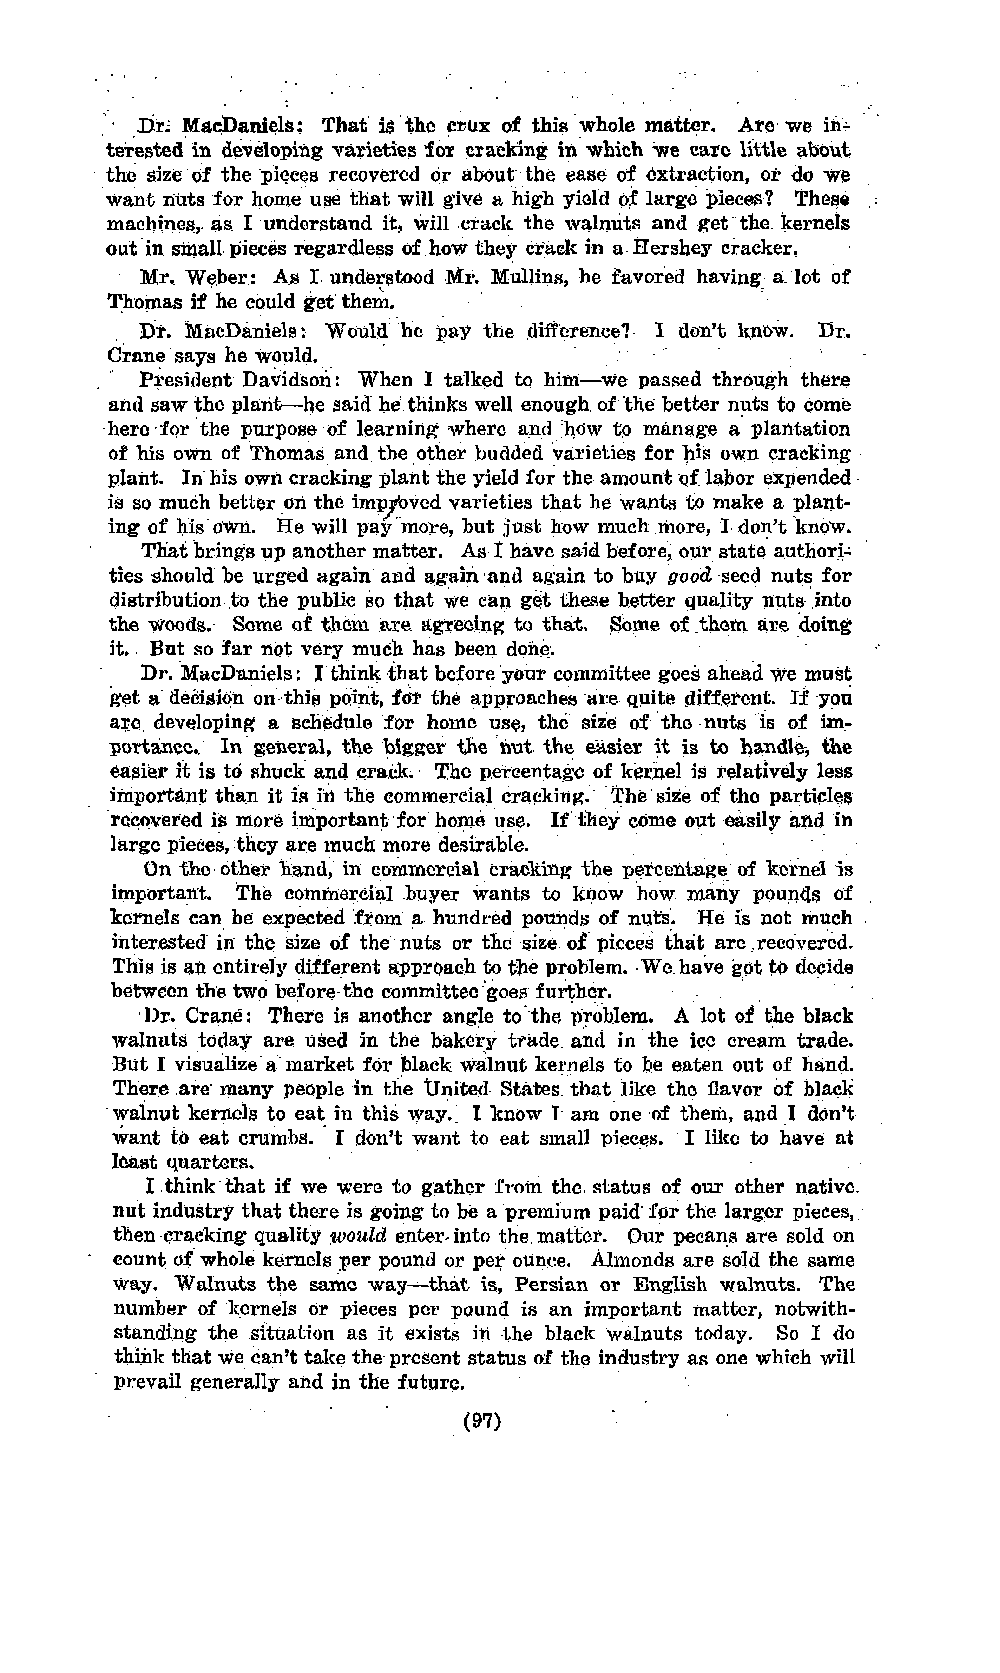 Dr. MacDaniels: That is the crux of this whole matter. Are we in-
terested in developing varieties for cracking in which we care little about
the size of the pieces recovered or about the ease of extraction, or do we
want nuts for home use that will give a high yield of large pieces? These
machines, as I understand it, will crack the walnuts and get the kernels
out in small pieces regardless of how they crack in a Hershey cracker.
Mr. Weber: As I understood Mr. Mullins, he favored having a lot of
Thomas if he could get them.
Dr. MacDaniels: Would he pay the difference? I don't know. Dr.
Crane says he would.
President Davidson: When I talked to him—we passed through there
and saw the plant—he said he thinks well enough of the better nuts to come
here for the purpose of learning where and how to manage a plantation
of his own of Thomas and the other budded varieties for his own cracking
plant. In his own cracking plant the yield for the amount of labor expended
is so much better on the improved varieties that he wants to make a plant-
ing of his own. He will pay more, but just how much more, I don't know.
That brings up another matter. As I have said before, our state authori-
ties should be urged again and again and again to buy good seed nuts for
distribution to the public so that we can get these better quality nuts into
the woods. Some of them are agreeing to that. Some of them are doing
it. But so far not very much has been done.
Dr. MacDaniels: I think that before your committee goes ahead we must
get a decision on this point, for the approaches are quite different. If you
are developing a schedule for home use, the size of the nuts is of im-
portance. In general, the bigger the nut the easier it is to handle, the
easier it is to shuck and crack. The percentage of kernel is relatively less
important than it is in the commercial cracking. The size of the particles
recovered is more important for home use. If they come out easily and in
large pieces, they are much more desirable.
On the other hand, in commercial cracking the percentage of kernel is
important. The commercial buyer wants to know how many pounds of
kernels can be expected from a hundred pounds of nuts. He is not much
interested in the size of the nuts or the size of pieces that are recovered.
This is an entirely different approach to the problem. We have got to decide
between the two before the committee goes further.
Dr. Crane: There is another angle to the problem. A lot of the black
walnuts today are used in the bakery trade and in the ice cream trade.
But I visualize a market for black walnut kernels to be eaten out of hand.
There are many people in the United States that like the flavor of black
walnut kernels to eat in this way. I know I am one of them, and I don't
want to eat crumbs. I don't want to eat small pieces. I like to have at
least quarters.
I think that if we were to gather from the status of our other native
nut industry that there is going to be a premium paid for the larger pieces,
then cracking quality would enter into the matter. Our pecans are sold on
count of whole kernels per pound or per ounce. Almonds are sold the same
way. Walnuts the same way—that is, Persian or English walnuts. The
number of kernels or pieces per pound is an important matter, notwith-
standing the situation as it exists in the black walnuts today. So I do
think that we can't take the present status of the industry as one which will
prevail generally and in the future.
(97)